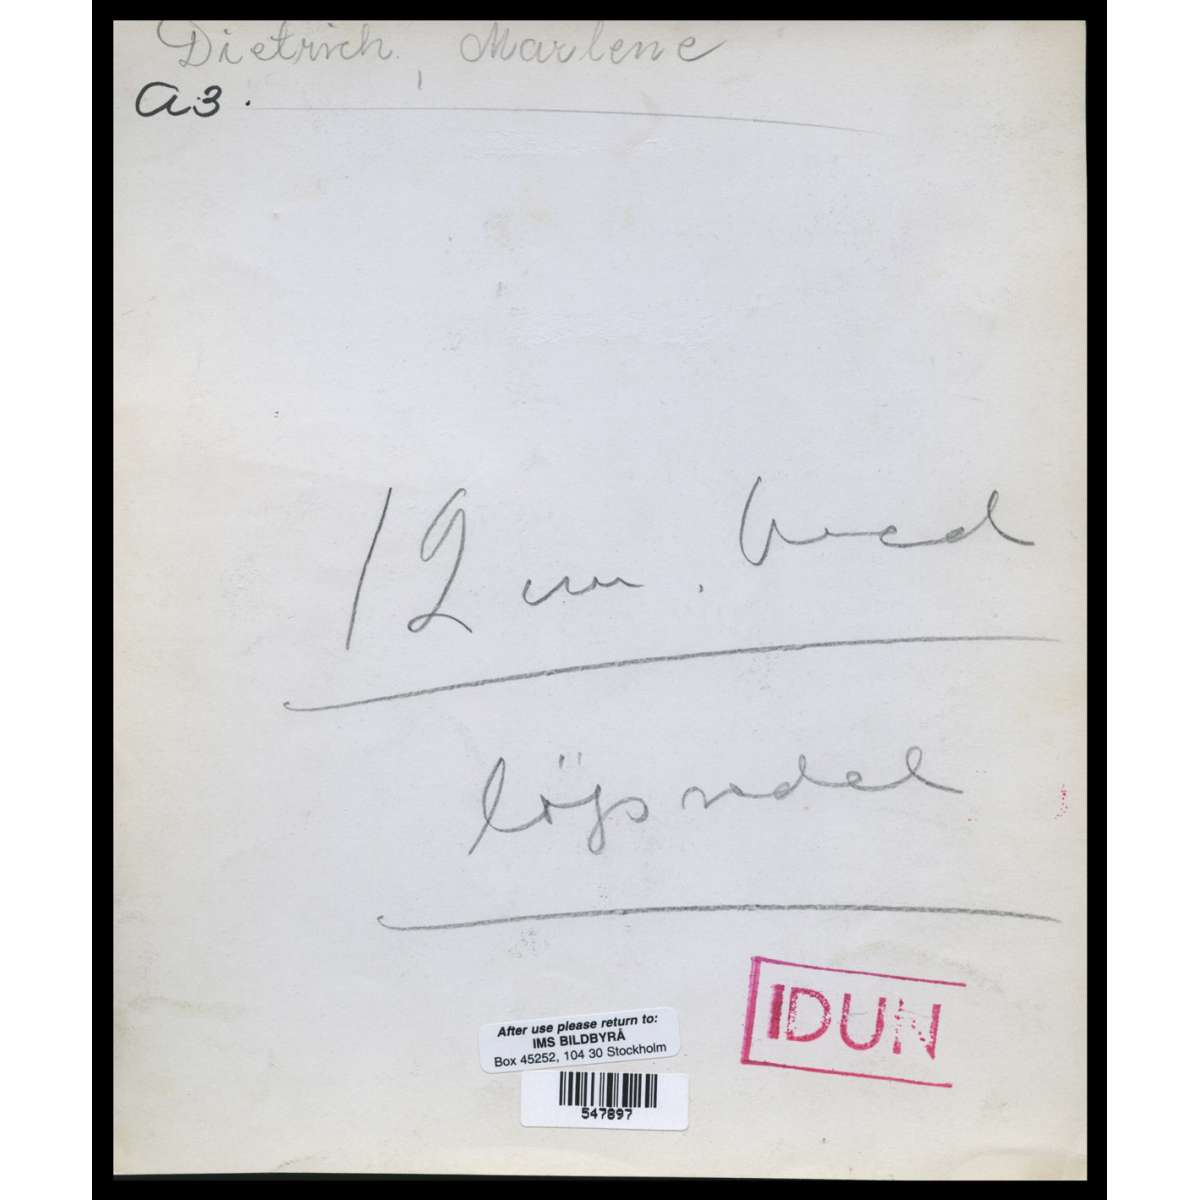 Dietrich, Marlene
a3.
12 cm. bred
löpsedel
IDUN
After use please return to:
IMS BILDBYRÅ
Box 45252, 104 30 Stockholm
547897